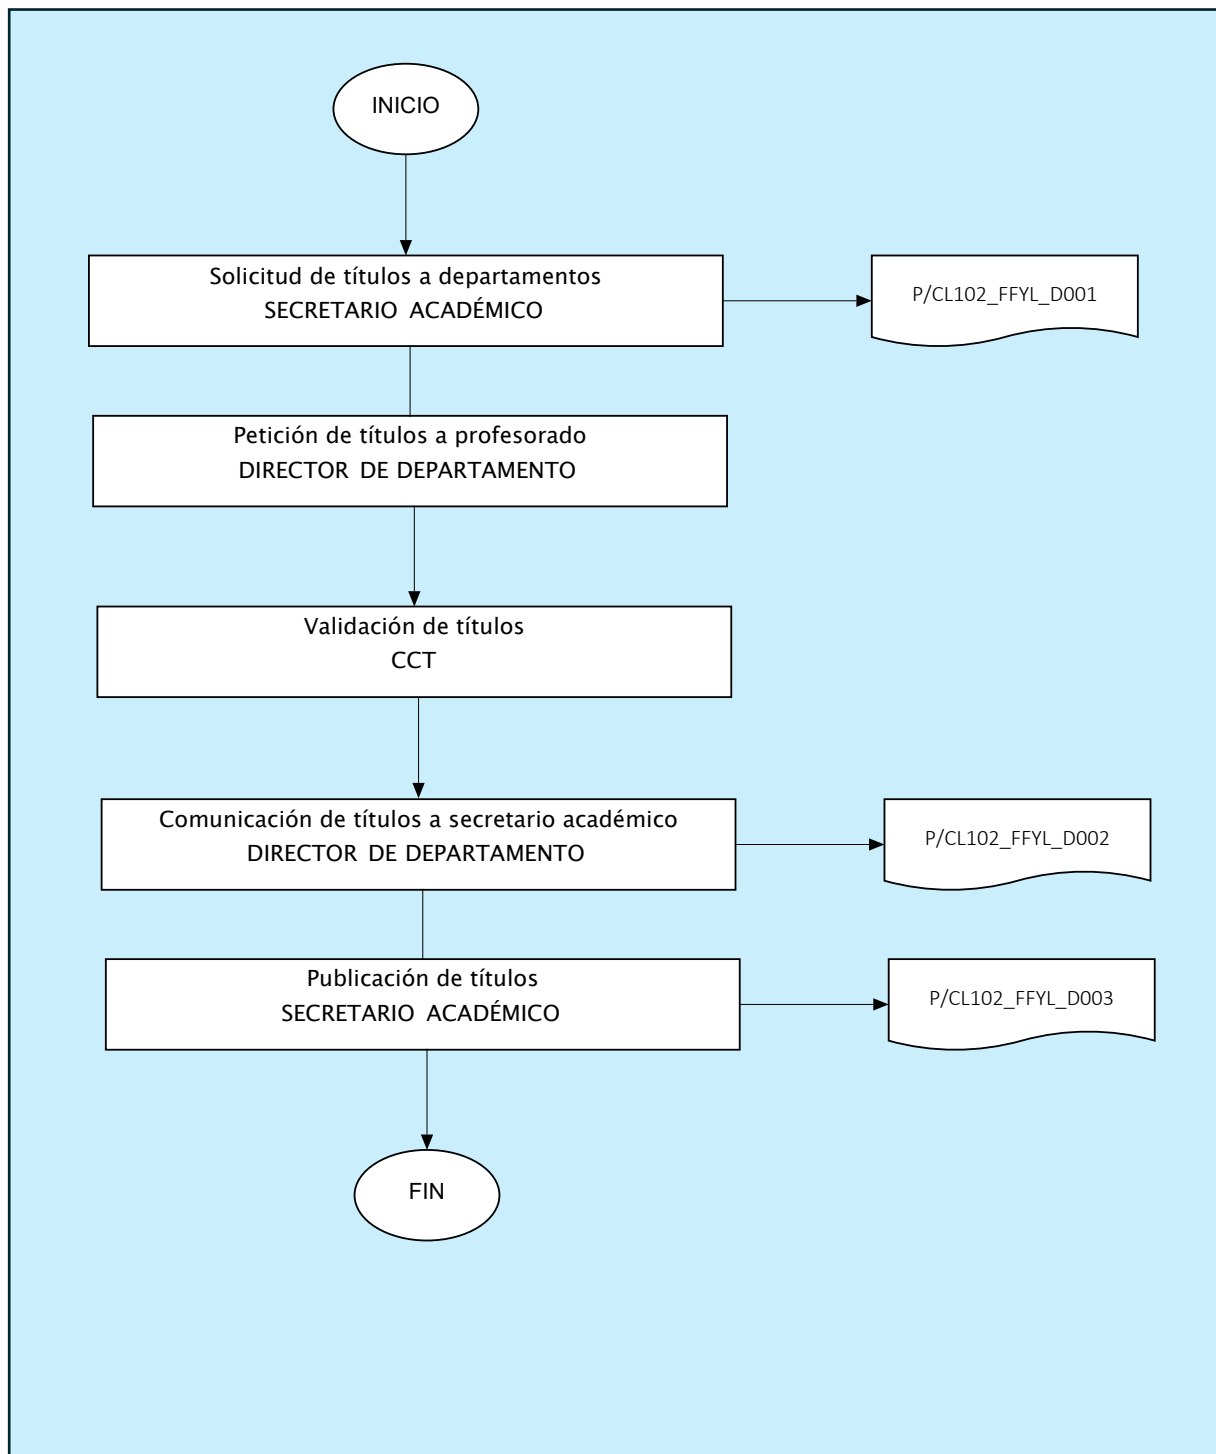 INICIO
Solicitud de títulos a departamentos
SECRETARIO ACADÉMICO
P/CL102_FFYL_D001
Petición de títulos a profesorado
DIRECTOR DE DEPARTAMENTO
Validación de títulos
CCT
Comunicación de títulos a secretario académico
DIRECTOR DE DEPARTAMENTO
P/CL102_FFYL_D002
Publicación de títulos
SECRETARIO ACADÉMICO
P/CL102_FFYL_D003
FIN